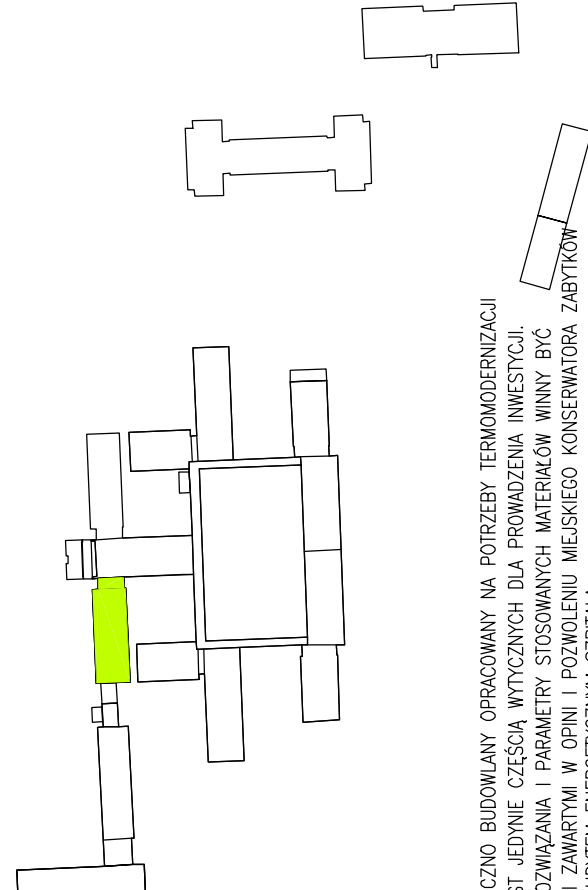 CZNO BUDOWLANY OPRACOWANY NA POTRZEBY TERMOMODERNIZACJI
ST JEDYNIE CZĘŚCIĄ WYTYCZNYCH DLA PROWADZENIA INWESTYCJI.
OZWIĄZANIA I PARAMETRY STOSOWANYCH MATERIAŁÓW WINNY BYĆ
I ZAWARTYMI W OPINI I POZWOLENIU MIEJSKIEGO KONSERWATORA ZABYTKÓW